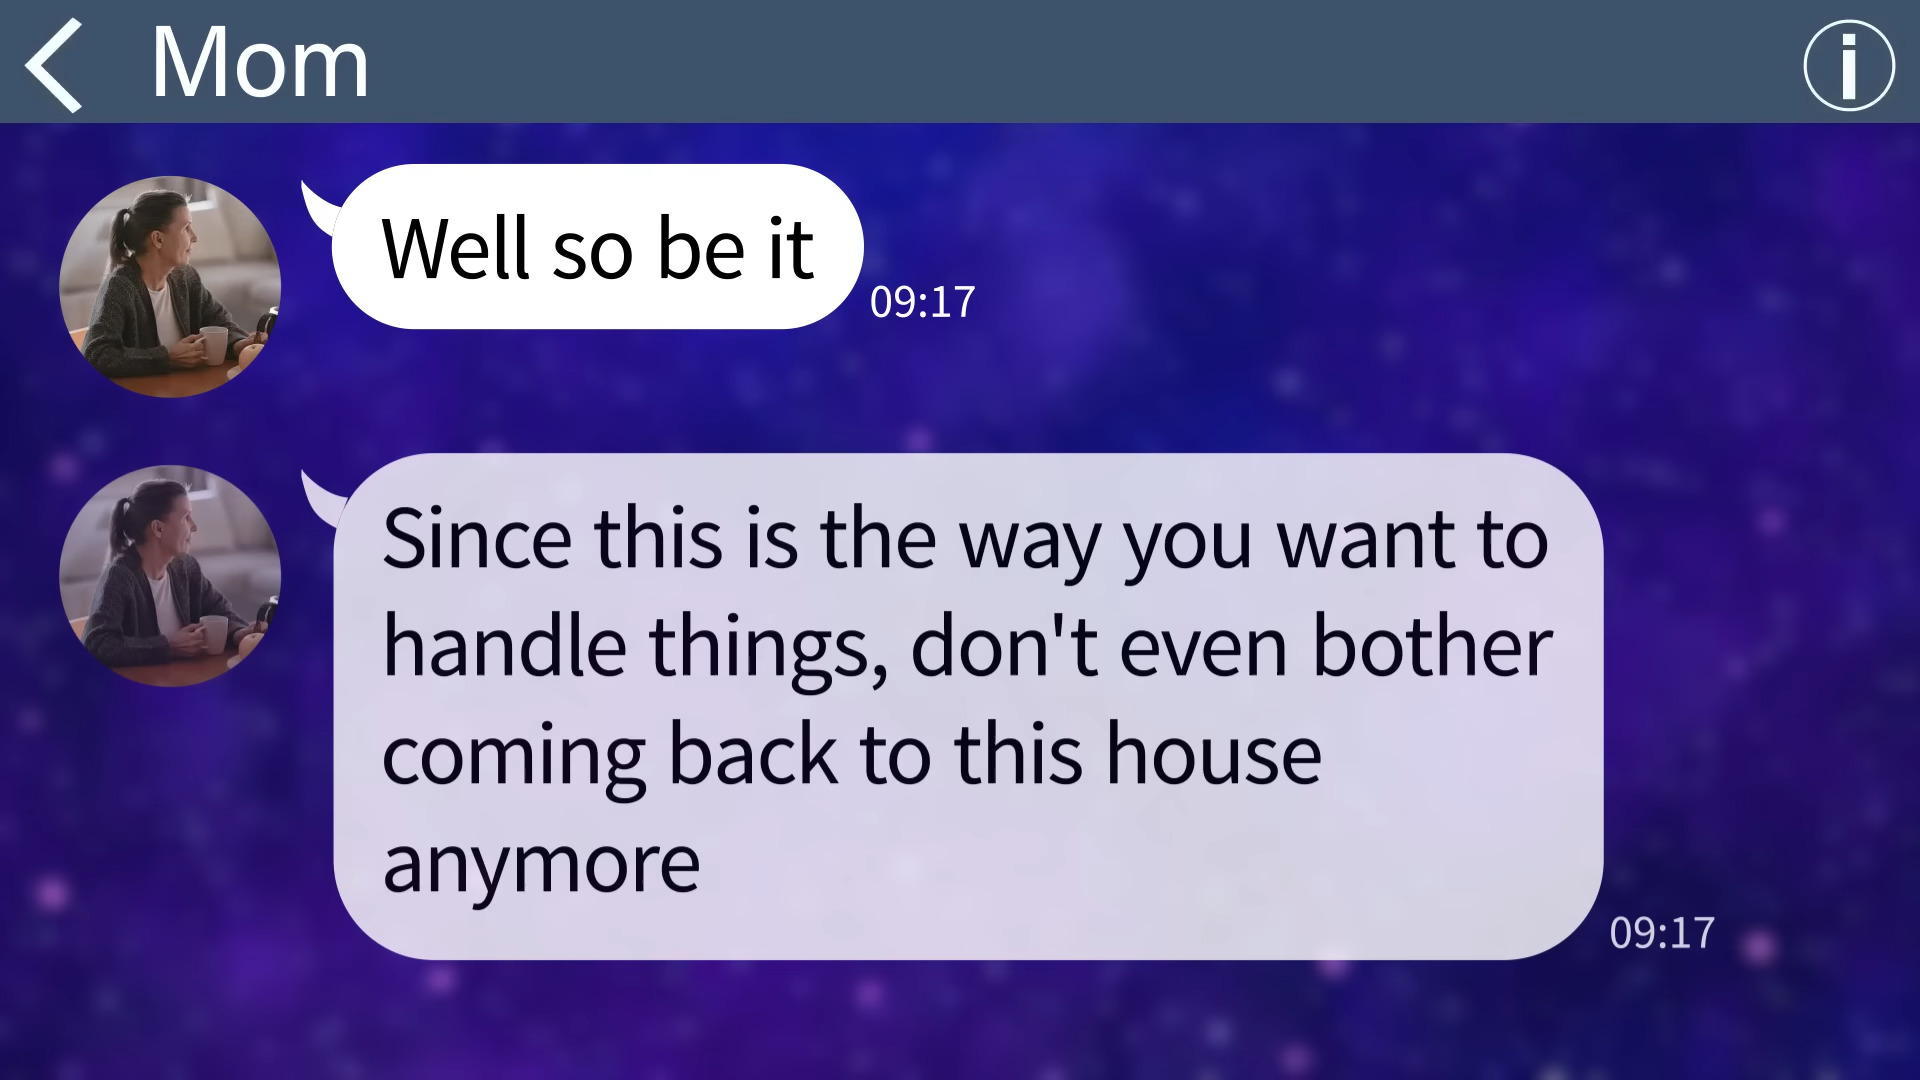 Mom
Well so be it
09:17
Since this is the way you want to
handle things, don't even bother
coming back to this house
anymore
09:17